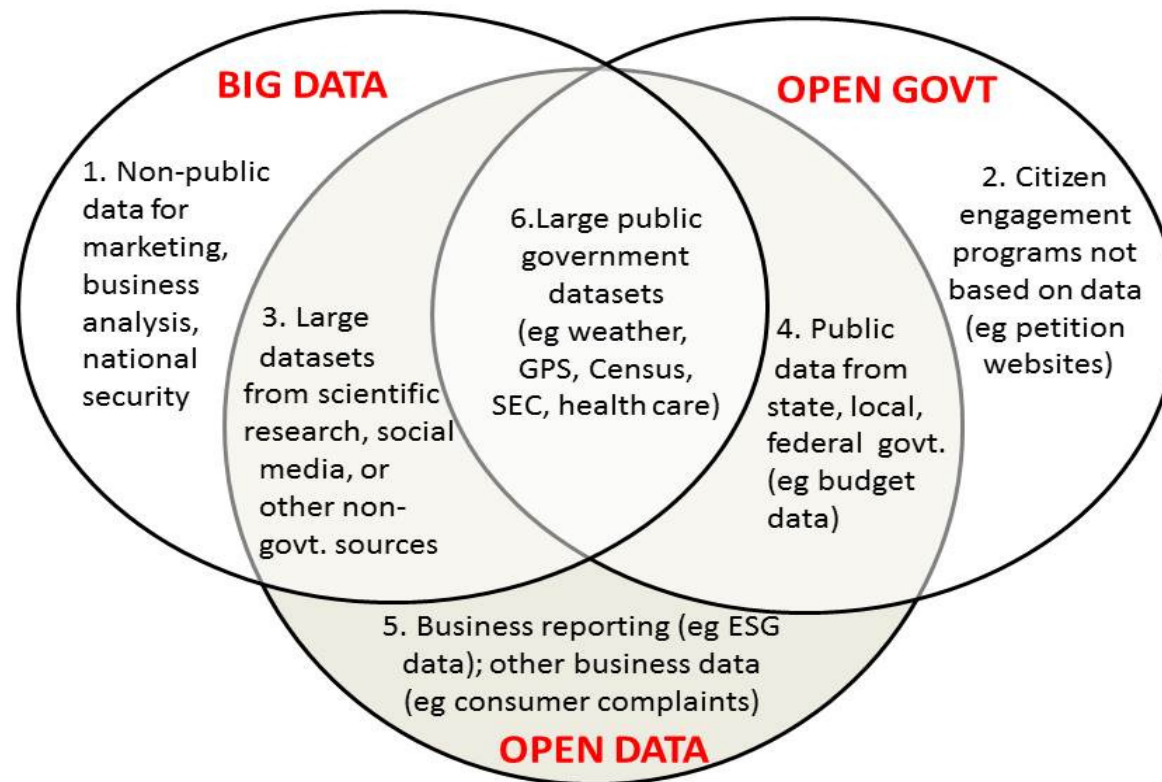 BIG DATA
OPEN GOVT
1. Non-public
data for
marketing,
business
analysis,
national
security
2. Citizen
engagement
programs not
based on data
(eg petition
websites)
6.Large public
government
datasets
(eg weather,
GPS, Census,
SEC, health care)
3. Large
datasets
from scientific
research, social
media, or
other non-
govt. sources
4. Public
data from
state, local,
federal govt.
(eg budget
data)
5. Business reporting (eg ESG
data); other business data
(eg consumer complaints)
OPEN DATA